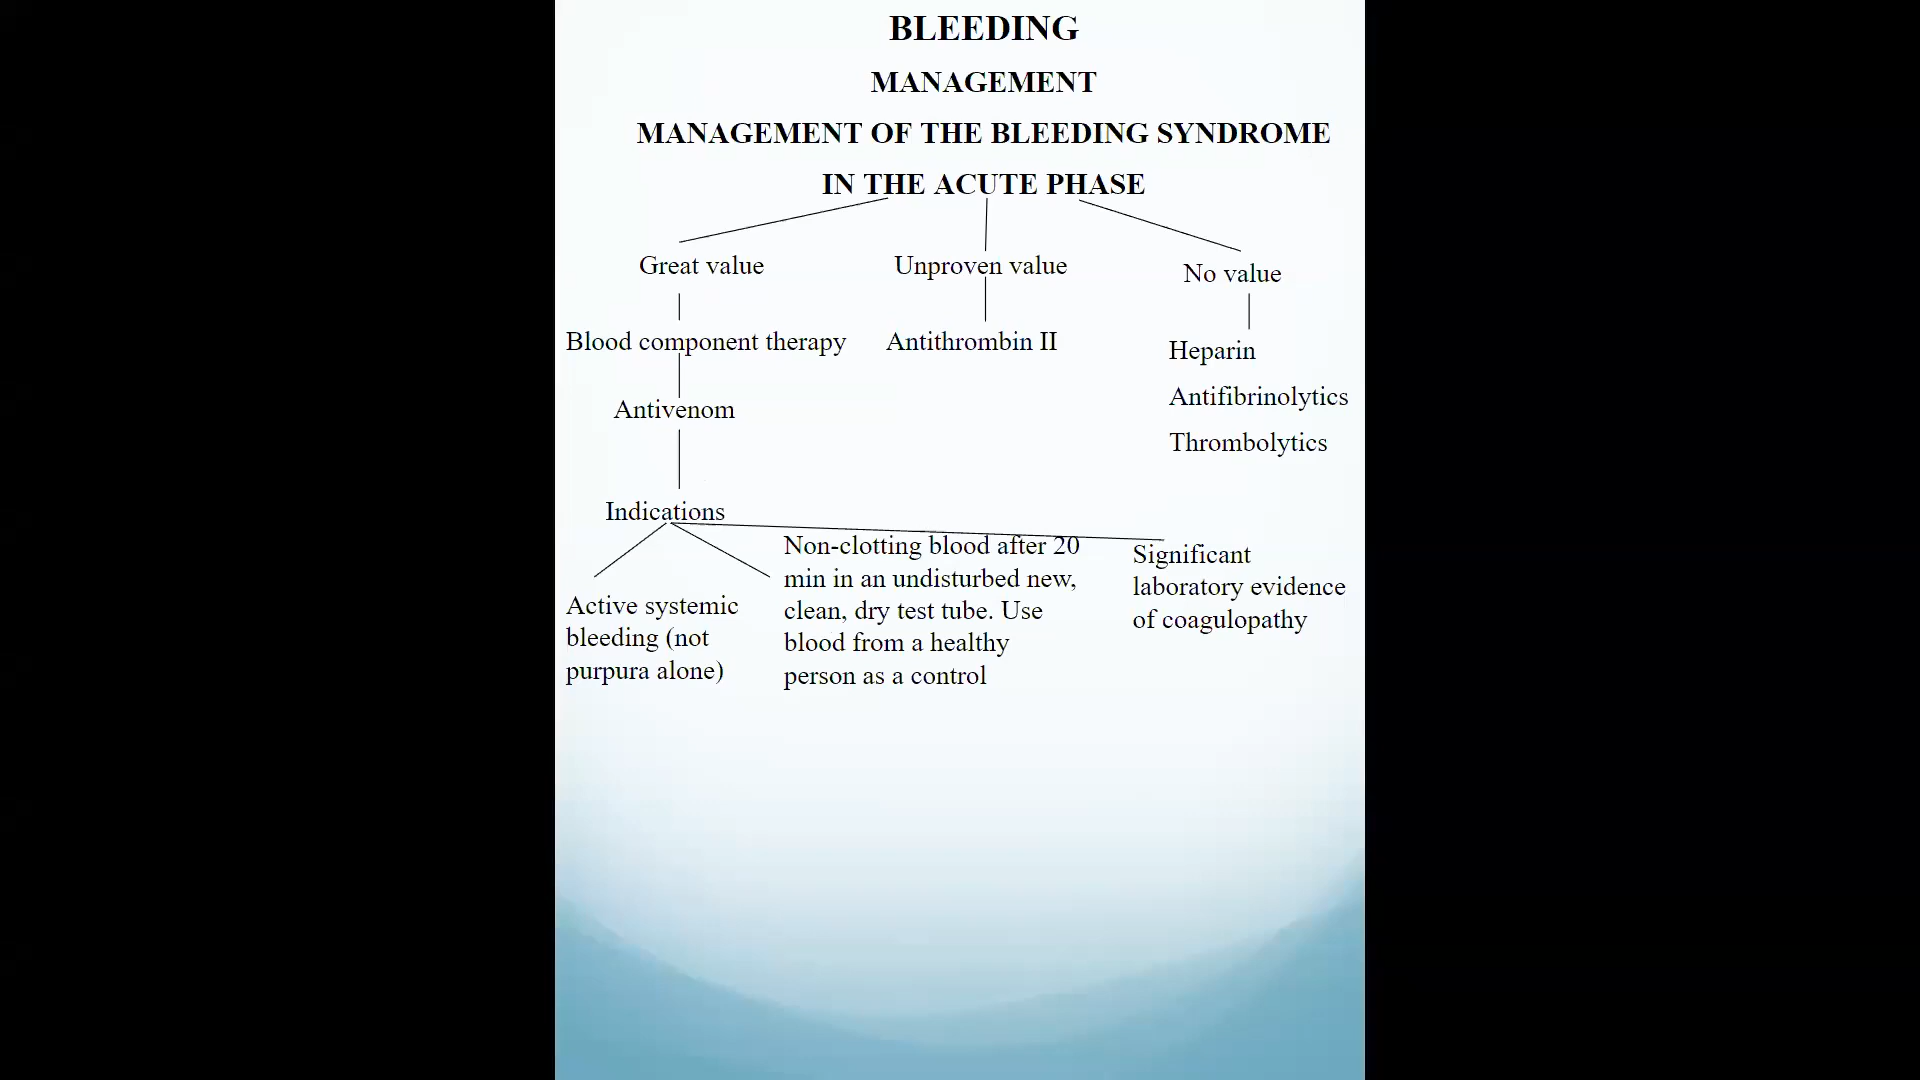 BLEEDING
MANAGEMENT
MANAGEMENT OF THE BLEEDING SYNDROME
IN THE ACUTE PHASE
Great value
Unproven value
No value
Blood component therapy
Antithrombin II
Heparin
Antifibrinolytics
Thrombolytics
Antivenom
Indications
Active systemic
bleeding (not
purpura alone)
Non-clotting blood after 20
min in an undisturbed new,
clean, dry test tube. Use
blood from a healthy
person as a control
Significant
laboratory evidence
of coagulopathy